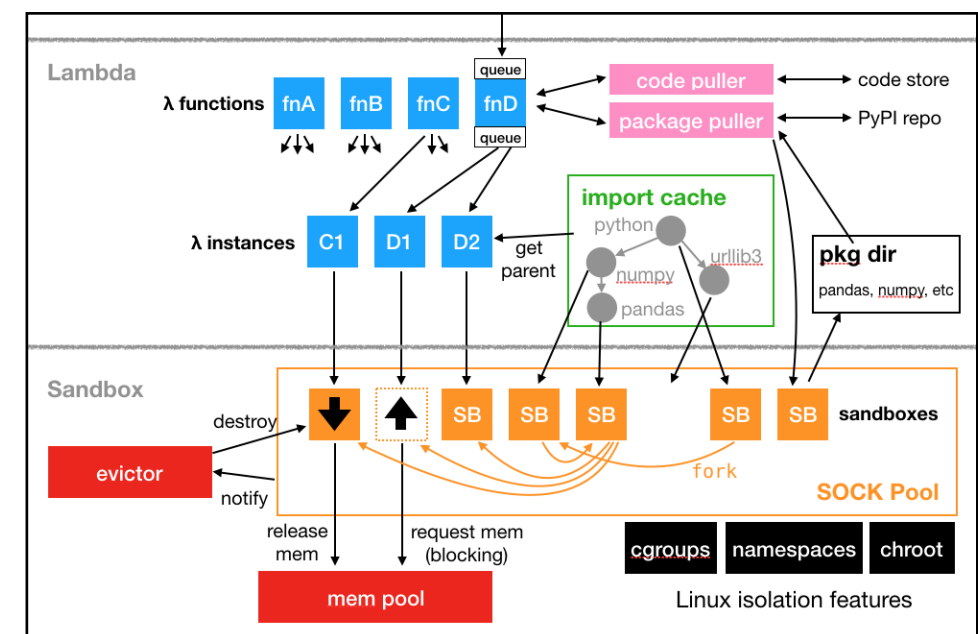 Lambda
queue
λ functions
fnA
fnB
fnC
fnD
queue
code puller
code store
package puller
PyPI repo
import cache
python
urllib3
numpy
pandas
λ instances
C1
D1
D2
get
parent
pkg dir
pandas, numpy, etc
Sandbox
destroy
SB
SB
SB
SB
SB
sandboxes
evictor
notify
fork
SOCK Pool
release
mem
request mem
(blocking)
cgroups
namespaces
chroot
mem pool
Linux isolation features